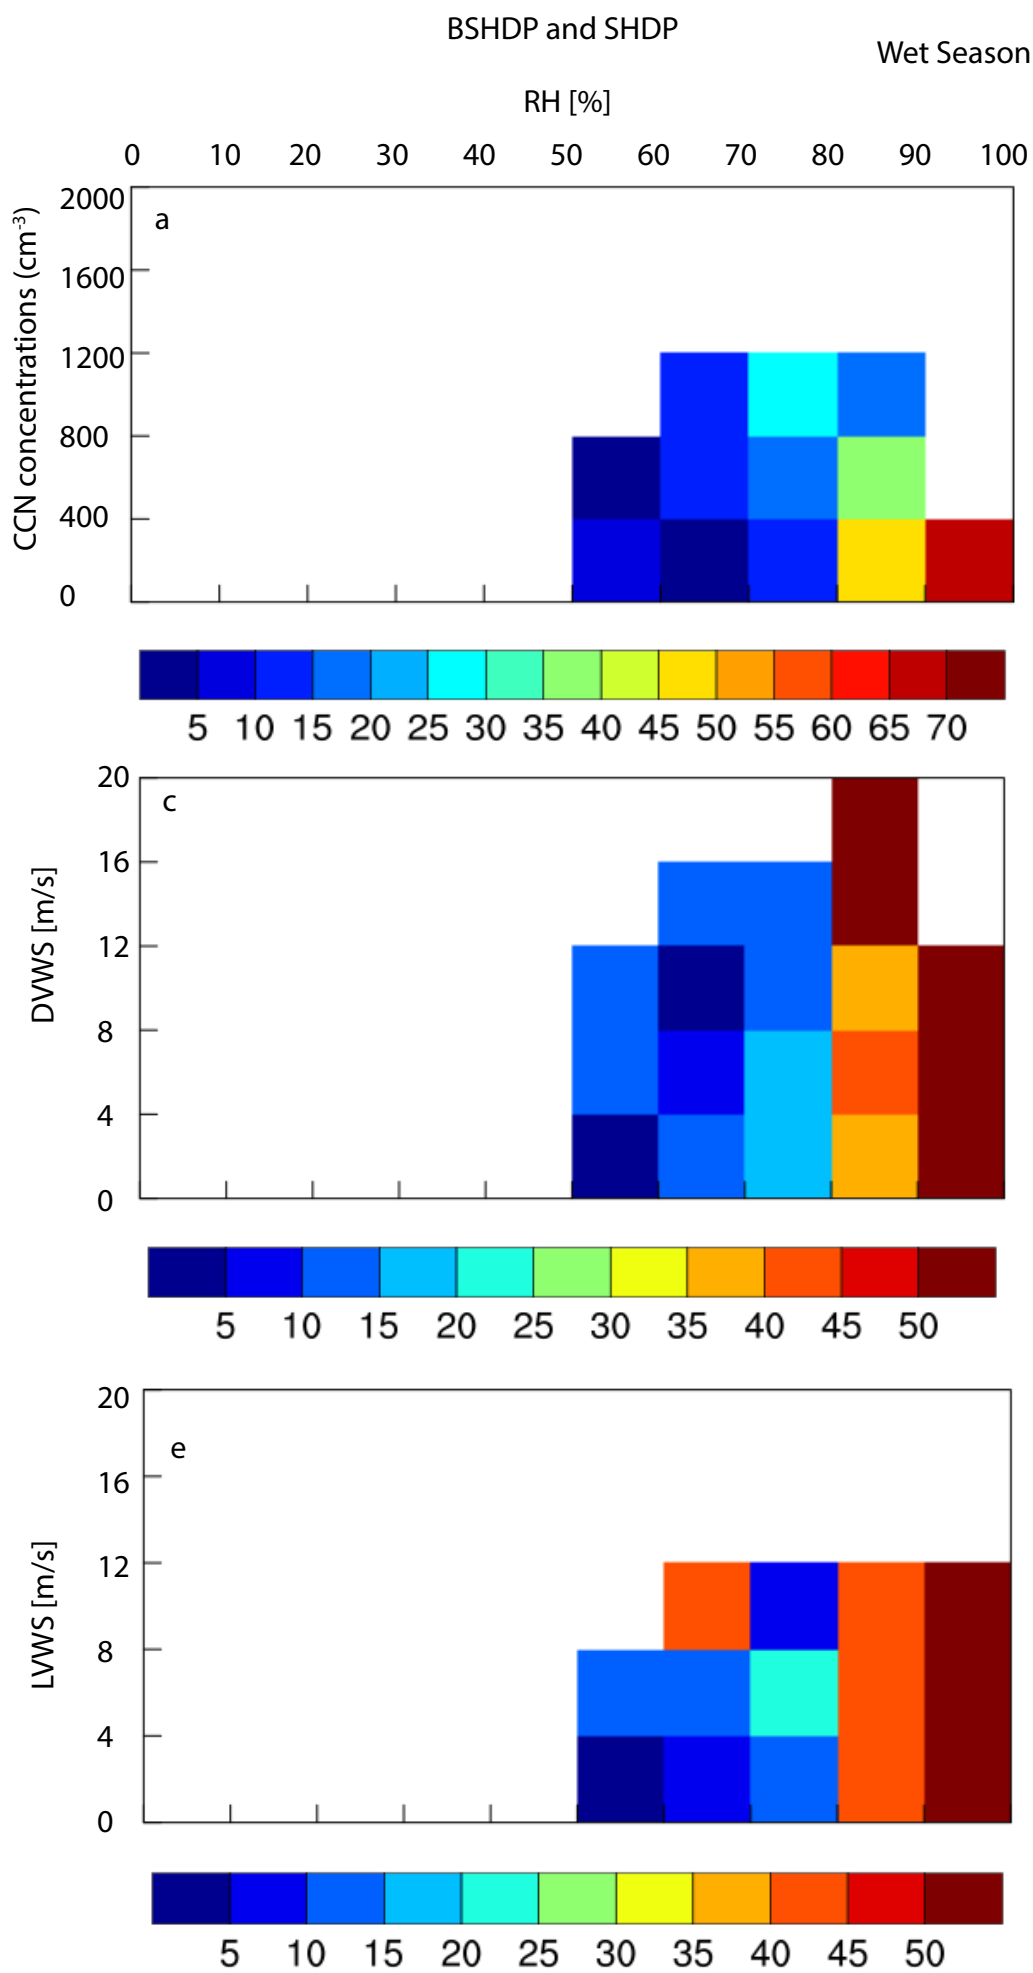 BSHDP and SHDP
Wet Season
RH [%]
0 10 20 30 40 50 60 70 80 90 100
CCN concentrations (cm⁻³)
a
2000
1600
1200
800
400
0
5 10 15 20 25 30 35 40 45 50 55 60 65 70
DVWS [m/s]
c
20
16
12
8
4
0
5 10 15 20 25 30 35 40 45 50
LVWS [m/s]
e
20
16
12
8
4
0
5 10 15 20 25 30 35 40 45 50